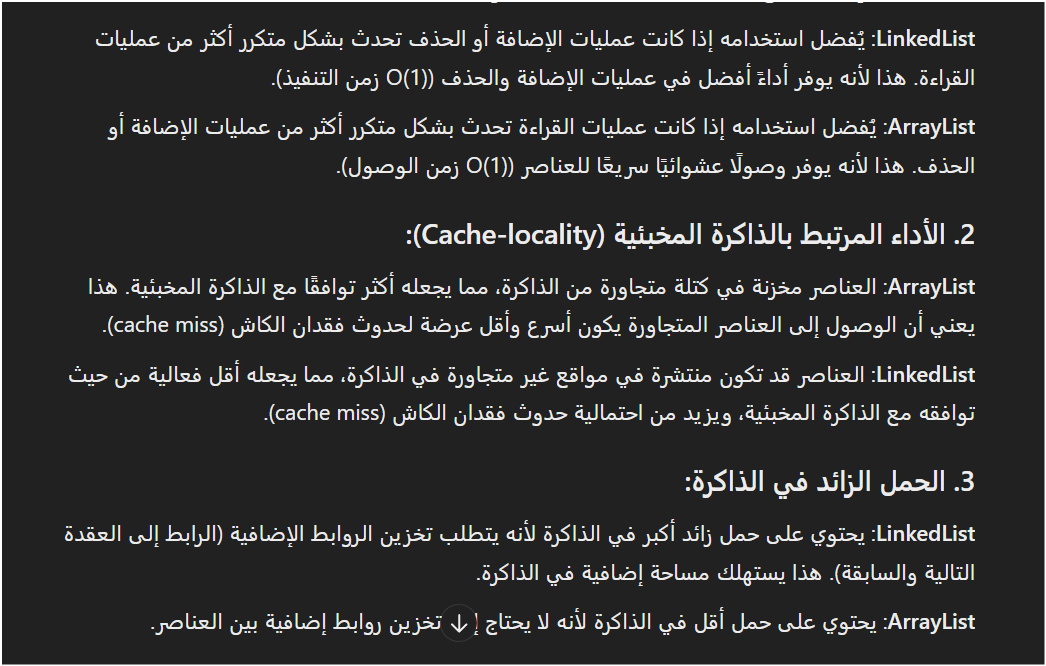 LinkedList: يُفضل استخدامه إذا كانت عمليات الإضافة أو الحذف تحدث بشكل متكرر أكثر من عمليات
القراءة. هذا لأنه يوفر أداءً أفضل في عمليات الإضافة والحذف (O(1) زمن التنفيذ).
ArrayList: يُفضل استخدامه إذا كانت عمليات القراءة تحدث بشكل متكرر أكثر من عمليات الإضافة أو
الحذف. هذا لأنه يوفر وصولًا عشوائيًا سريعًا للعناصر (O(1) زمن الوصول).
2. الأداء المرتبط بالذاكرة المخبئية (Cache-locality):
ArrayList: العناصر مخزنة في كتلة متجاورة من الذاكرة، مما يجعله أكثر توافقًا مع الذاكرة المخبئية. هذا
يعني أن الوصول إلى العناصر المتجاورة يكون أسرع وأقل عرضة لحدوث فقدان الكاش (cache miss).
LinkedList: العناصر قد تكون منتشرة في مواقع غير متجاورة في الذاكرة، مما يجعله أقل فعالية من حيث
توافقه مع الذاكرة المخبئية، ويزيد من احتمالية حدوث فقدان الكاش (cache miss).
3. الحمل الزائد في الذاكرة:
LinkedList: يحتوي على حمل زائد أكبر في الذاكرة لأنه يتطلب تخزين الروابط الإضافية (الرابط إلى العقدة
التالية والسابقة). هذا يستهلك مساحة إضافية في الذاكرة.
ArrayList: يحتوي على حمل أقل في الذاكرة لأنه لا يحتاج تخزين روابط إضافية بين العناصر.